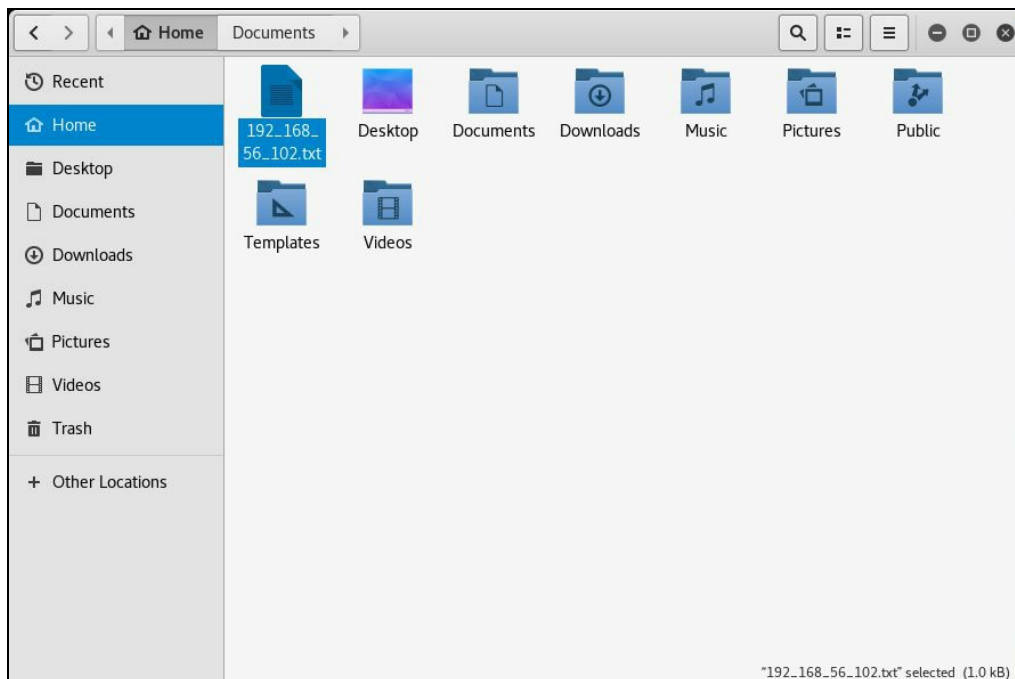 Home
Documents
Recent
Home
Desktop
Documents
Downloads
Music
Pictures
Videos
Trash
Other Locations
192_168_
56_102.txt
Desktop
Documents
Downloads
Music
Pictures
Public
Templates
Videos
"192_168_56_102.txt" selected (1.0 kB)